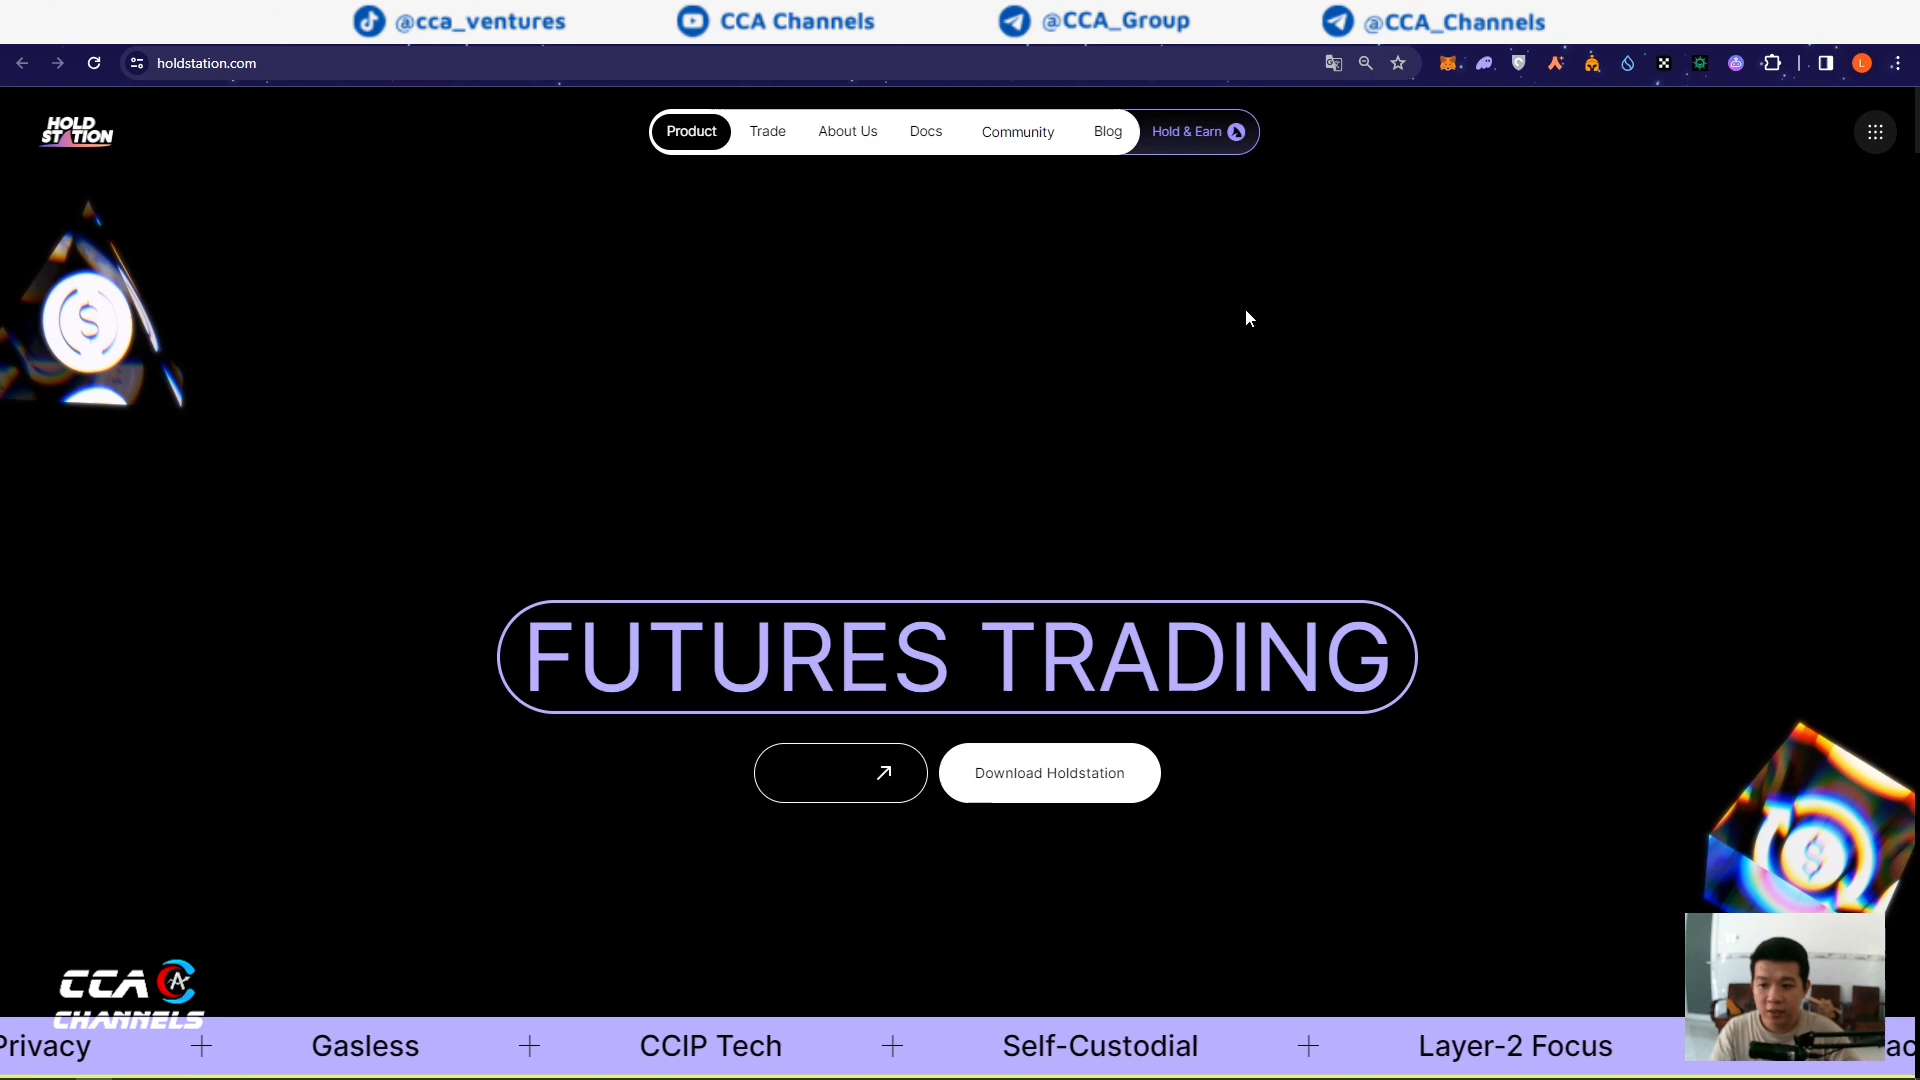 @cca_ventures
CCA Channels
@CCA_Group
@CCA_Channels
holdstation.com
L
HOLD STATION
Product
Trade
About Us
Docs
Community
Blog
Hold & Earn
FUTURES TRADING
Download Holdstation
CCA
CHANNELS
Privacy + Gasless + CCIP Tech + Self-Custodial + Layer-2 Focus